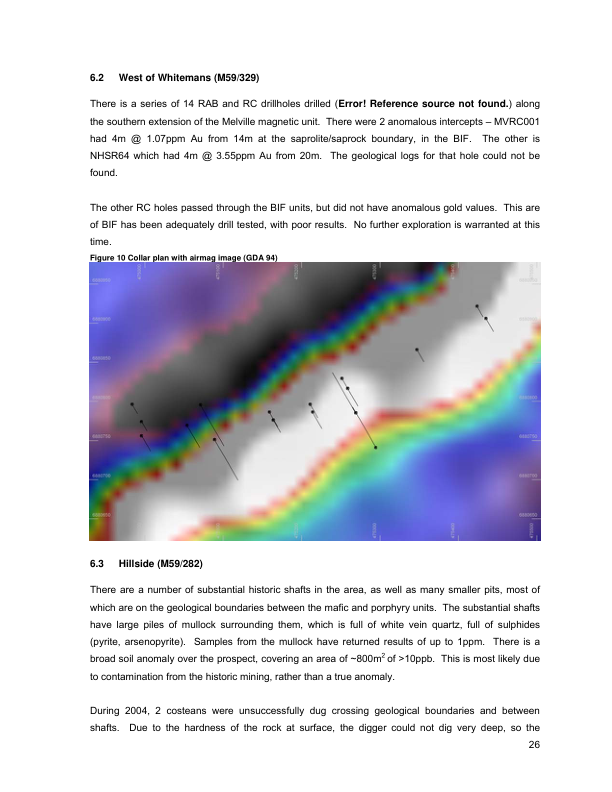 6.2 West of Whitemans (M59/329)
There is a series of 14 RAB and RC drillholes drilled (Error! Reference source not found.) along
the southern extension of the Melville magnetic unit. There were 2 anomalous intercepts – MVRC001
had 4m @ 1.07ppm Au from 14m at the saprolite/saprock boundary, in the BIF. The other is
NHSR64 which had 4m @ 3.55ppm Au from 20m. The geological logs for that hole could not be
found.
The other RC holes passed through the BIF units, but did not have anomalous gold values. This are
of BIF has been adequately drill tested, with poor results. No further exploration is warranted at this
time.
Figure 10 Collar plan with airmag image (GDA 94)
6.3 Hillside (M59/282)
There are a number of substantial historic shafts in the area, as well as many smaller pits, most of
which are on the geological boundaries between the mafic and porphyry units. The substantial shafts
have large piles of mullock surrounding them, which is full of white vein quartz, full of sulphides
(pyrite, arsenopyrite). Samples from the mullock have returned results of up to 1ppm. There is a
broad soil anomaly over the prospect, covering an area of ~800m² of >10ppb. This is most likely due
to contamination from the historic mining, rather than a true anomaly.
During 2004, 2 costeans were unsuccessfully dug crossing geological boundaries and between
shafts. Due to the hardness of the rock at surface, the digger could not dig very deep, so the
26